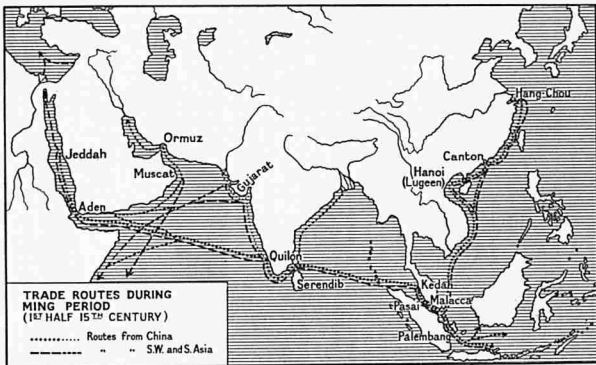 Hang-Chou
Canton
Hanoi
(Lugeen)
Ormuz
Jeddah
Muscat
Gujarat
Aden
Quilon
Serendib
Kedah
Pasai
Malacca
Palembang
TRADE ROUTES DURING
MING PERIOD
(1ST HALF 15TH CENTURY)
Routes from China
" " S.W. and S. Asia